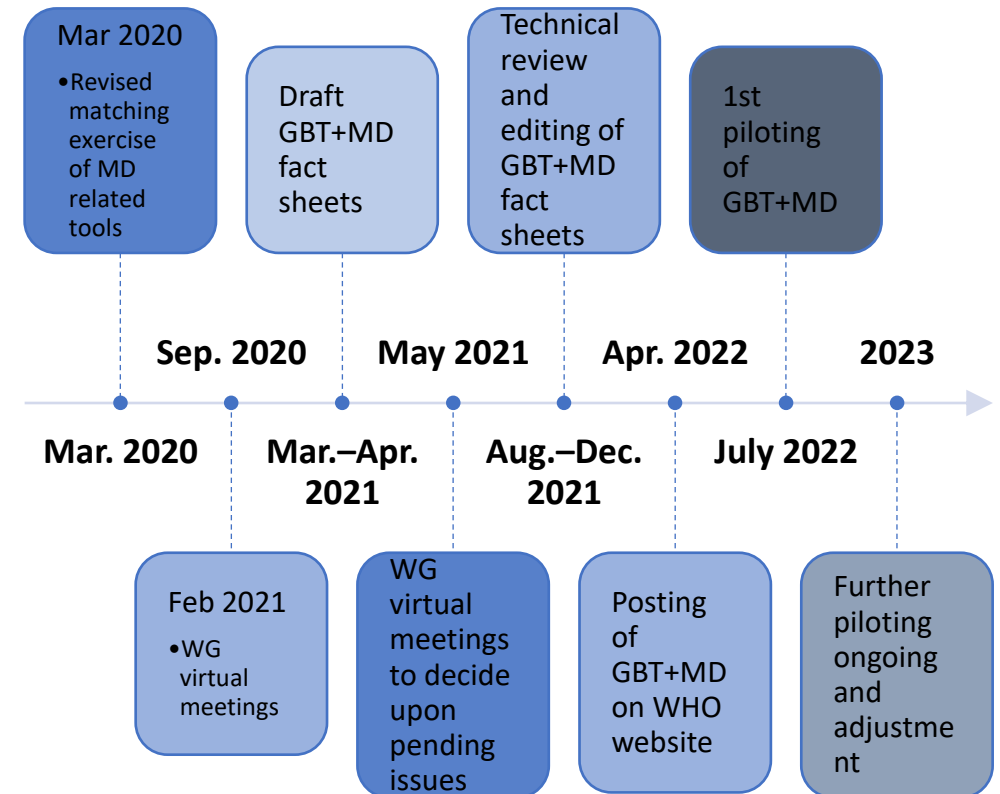 Mar 2020
•Revised
matching
exercise
of MD
related
tools
Draft
GBT+MD
fact
sheets
Technical
review
and
editing of
GBT+MD
fact
sheets
1st
piloting
of
GBT+MD
Sep. 2020
May 2021
Apr. 2022
2023
Mar. 2020
Mar.–Apr.
2021
Aug.–Dec.
2021
July 2022
Feb 2021
•WG
virtual
meetings
WG
virtual
meetings
to decide
upon
pending
issues
Posting
of
GBT+MD
on WHO
website
Further
piloting
ongoing
and
adjustme
nt